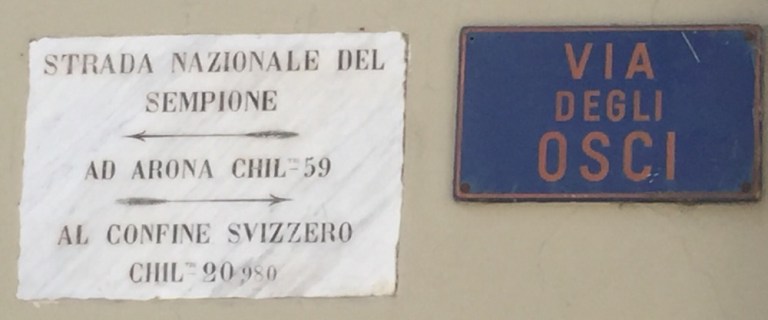 STRADA NAZIONALE DEL
SEMPIONE
AD ARONA CHIL= 59
AL CONFINE SVIZZERO
CHIL= 20,980
VIA
DEGLI
OSCI